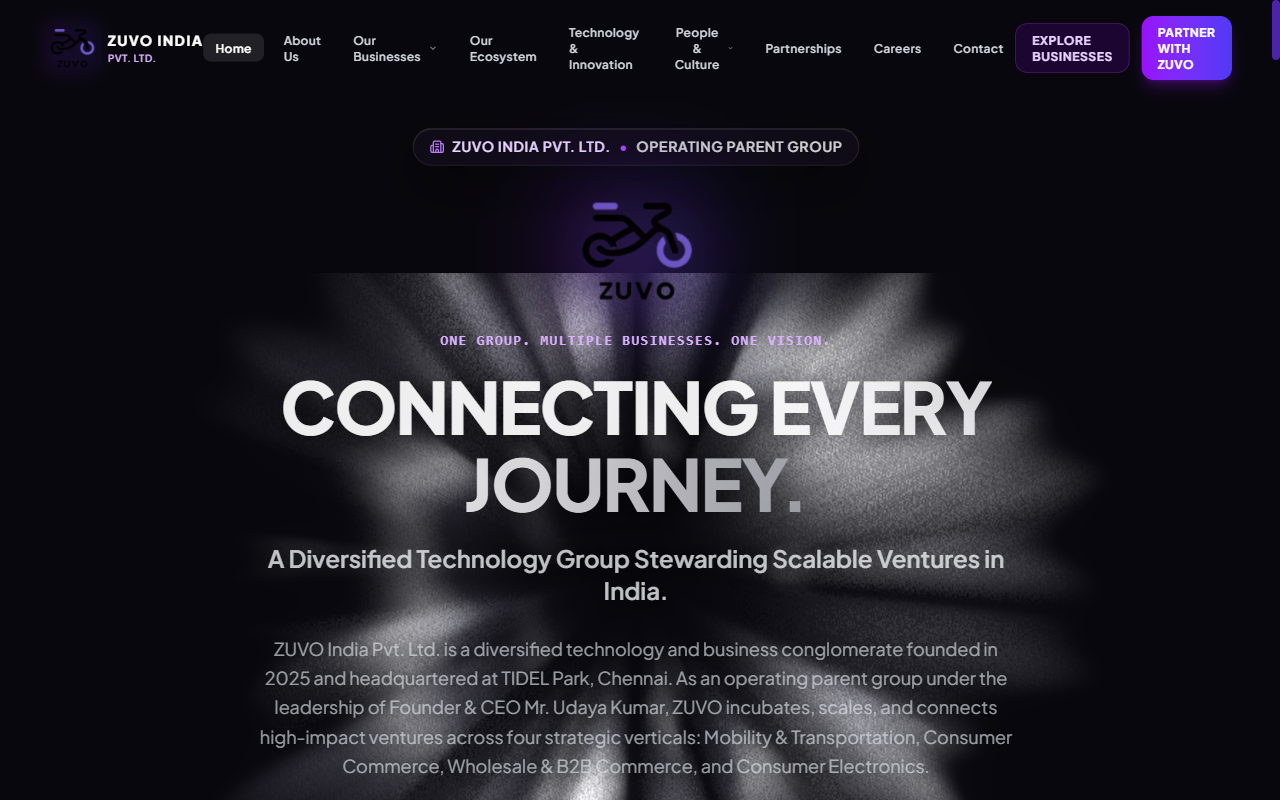 ZUVO
ZUVO INDIA
PVT. LTD.
Home
About
Us
Our
Businesses
Our
Ecosystem
Technology
&
Innovation
People
&
Culture
Partnerships
Careers
Contact
EXPLORE
BUSINESSES
PARTNER
WITH
ZUVO
ZUVO INDIA PVT. LTD. • OPERATING PARENT GROUP
ZUVO
ONE GROUP. MULTIPLE BUSINESSES. ONE VISION.
CONNECTING EVERY
JOURNEY.
A Diversified Technology Group Stewarding Scalable Ventures in
India.
ZUVO India Pvt. Ltd. is a diversified technology and business conglomerate founded in
2025 and headquartered at TIDEL Park, Chennai. As an operating parent group under the
leadership of Founder & CEO Mr. Udaya Kumar, ZUVO incubates, scales, and connects
high-impact ventures across four strategic verticals: Mobility & Transportation, Consumer
Commerce, Wholesale & B2B Commerce, and Consumer Electronics.